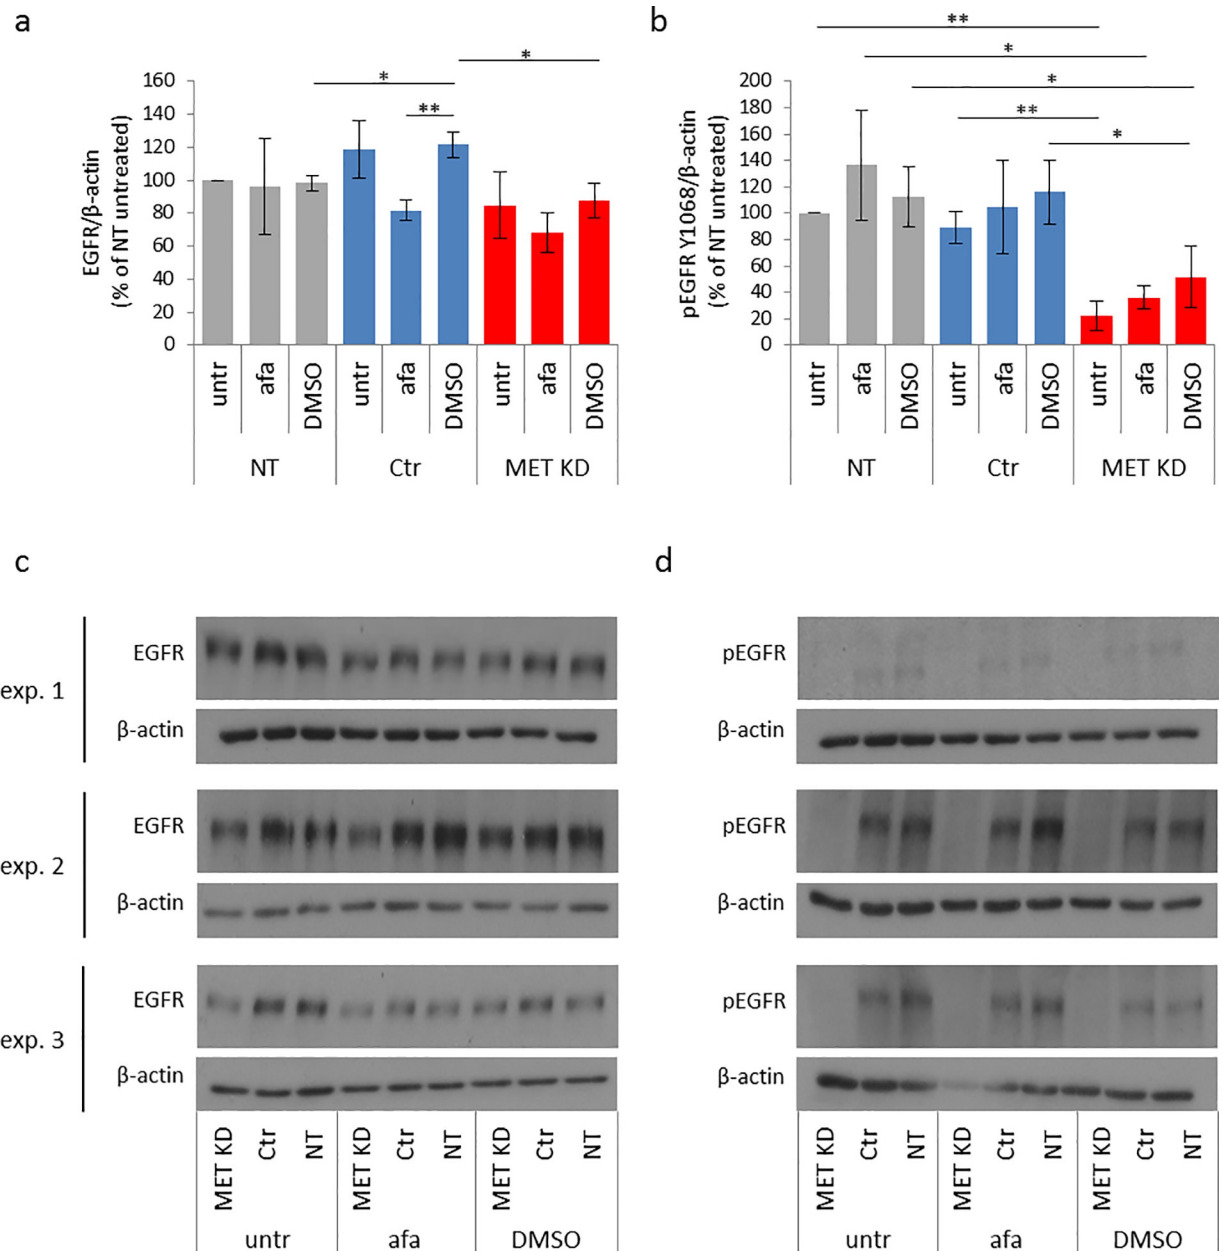 a
*
*
**
EGFR/β-actin
(% of NT untreated)
160
140
120
100
80
60
40
20
0
untr afa DMSO untr afa DMSO untr afa DMSO
NT Ctr MET KD
b
**
*
*
**
*
pEGFR Y1068/β-actin
(% of NT untreated)
200
180
160
140
120
100
80
60
40
20
0
untr afa DMSO untr afa DMSO untr afa DMSO
NT Ctr MET KD
c
exp. 1
EGFR
β-actin
exp. 2
EGFR
β-actin
exp. 3
EGFR
β-actin
MET KD Ctr NT MET KD Ctr NT MET KD Ctr NT
untr afa DMSO
d
pEGFR
β-actin
pEGFR
β-actin
pEGFR
β-actin
MET KD Ctr NT MET KD Ctr NT MET KD Ctr NT
untr afa DMSO